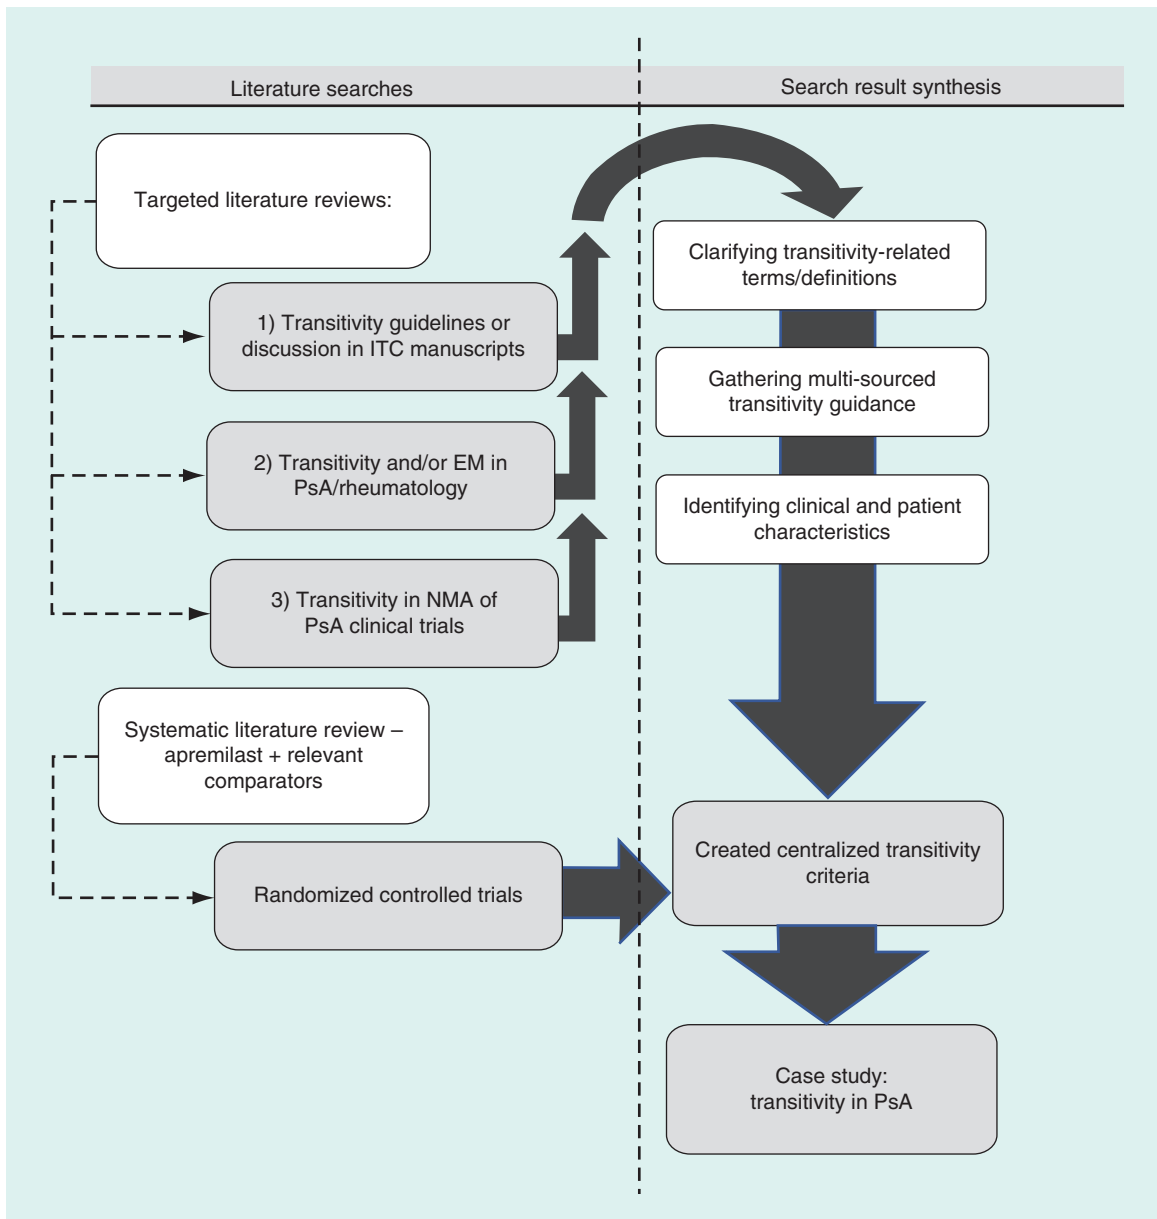 Literature searches
Search result synthesis
Targeted literature reviews:
1) Transitivity guidelines or
discussion in ITC manuscripts
2) Transitivity and/or EM in
PsA/rheumatology
3) Transitivity in NMA of
PsA clinical trials
Systematic literature review –
apremilast + relevant
comparators
Randomized controlled trials
Clarifying transitivity-related
terms/definitions
Gathering multi-sourced
transitivity guidance
Identifying clinical and patient
characteristics
Created centralized transitivity
criteria
Case study:
transitivity in PsA